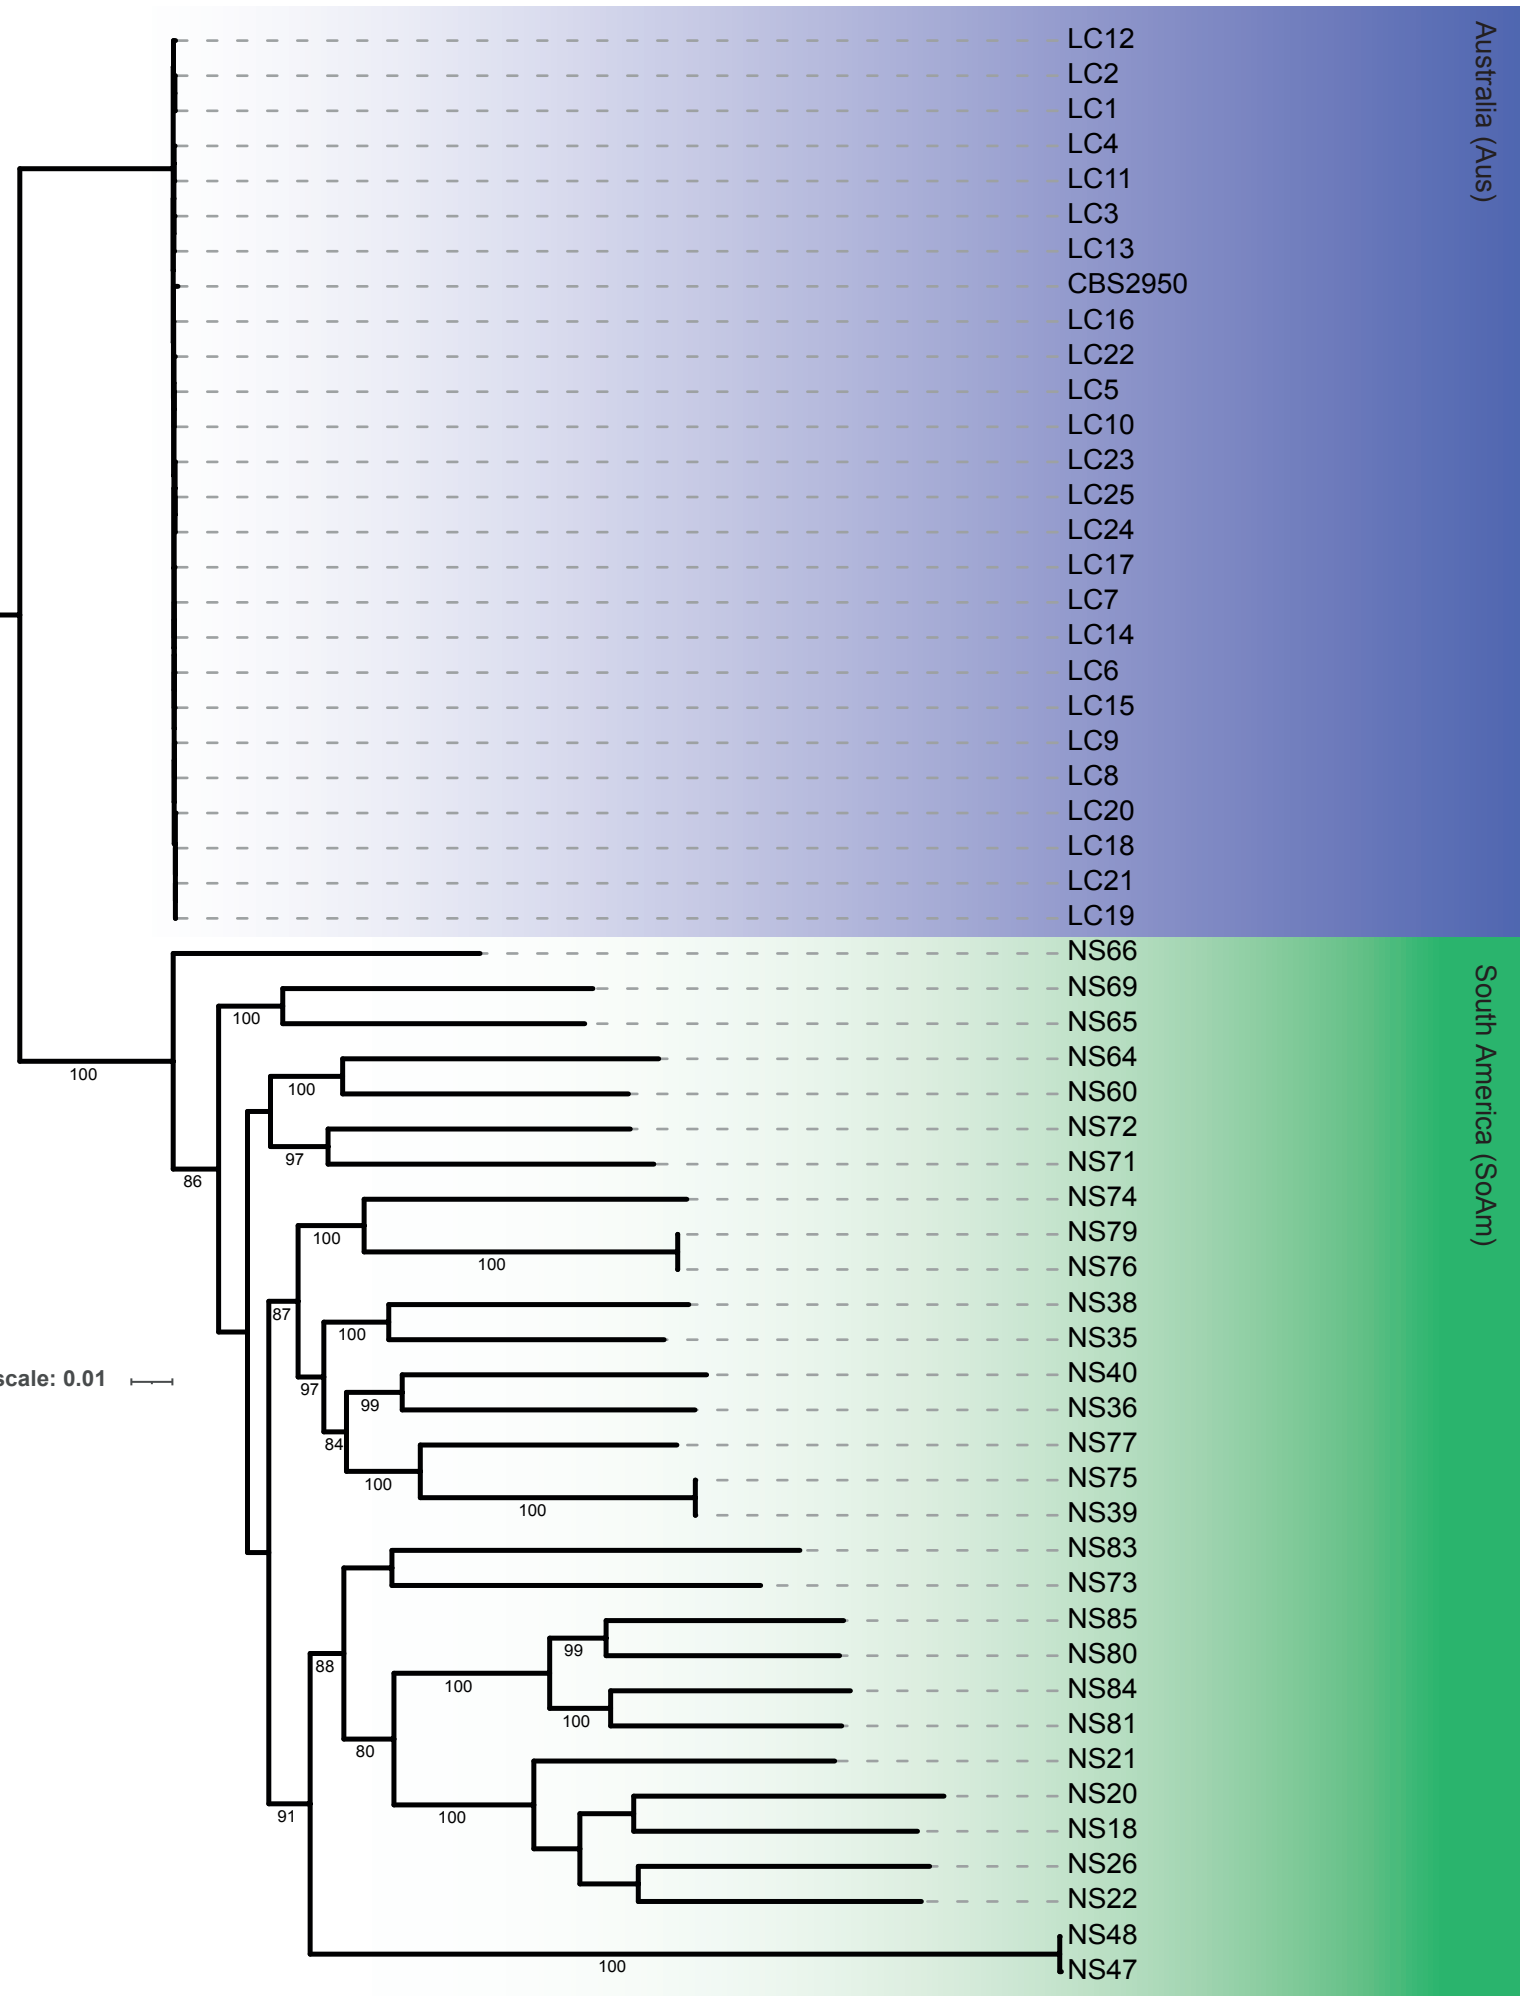 Australia (Aus)
LC12
LC2
LC1
LC4
LC11
LC3
LC13
CBS2950
LC16
LC22
LC5
LC10
LC23
LC25
LC24
LC17
LC7
LC14
LC6
LC15
LC9
LC8
LC20
LC18
LC21
LC19
South America (SoAm)
NS66
NS69
100
NS65
NS64
100
100
NS60
NS72
97
NS71
86
NS74
NS79
100
100
NS76
NS38
87
100
NS35
scale: 0.01
NS40
97
99
NS36
84
NS77
100
NS75
100
NS39
NS83
NS73
NS85
99
NS80
88
100
NS84
100
NS81
80
NS21
NS20
91
100
NS18
NS26
NS22
NS48
100
NS47